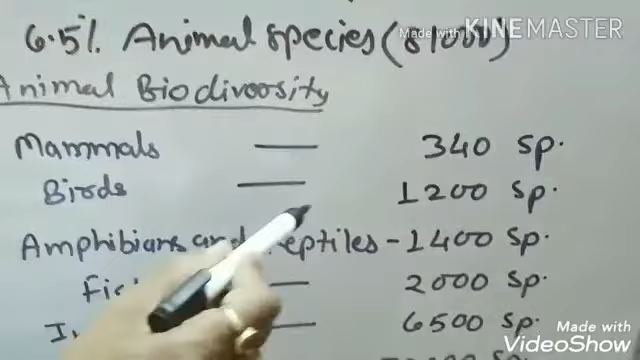 6.5% Animal species (81000)
Made with KINEMASTER
Animal Biodiversity
Mammals — 340 sp.
Birds — 1200 sp.
Amphibians and reptiles - 1400 sp.
— 2000 sp.
— 6500 sp.
Made with
VideoShow